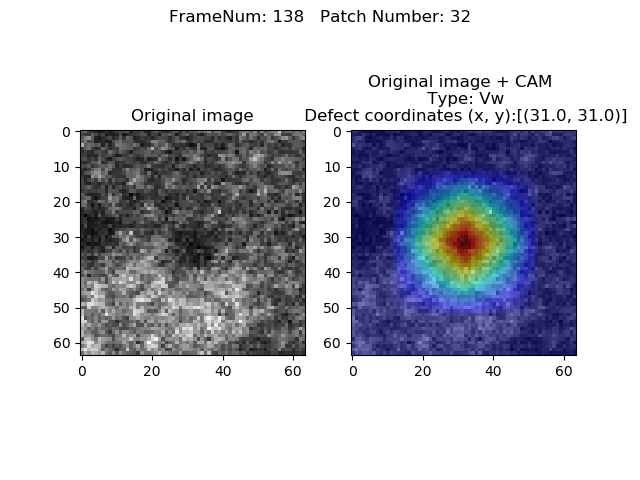 FrameNum: 138   Patch Number: 32
Original image
0
10
20
30
40
50
60
0 20 40 60
Original image + CAM
Type: Vw
Defect coordinates (x, y):[(31.0, 31.0)]
0
10
20
30
40
50
60
0 20 40 60